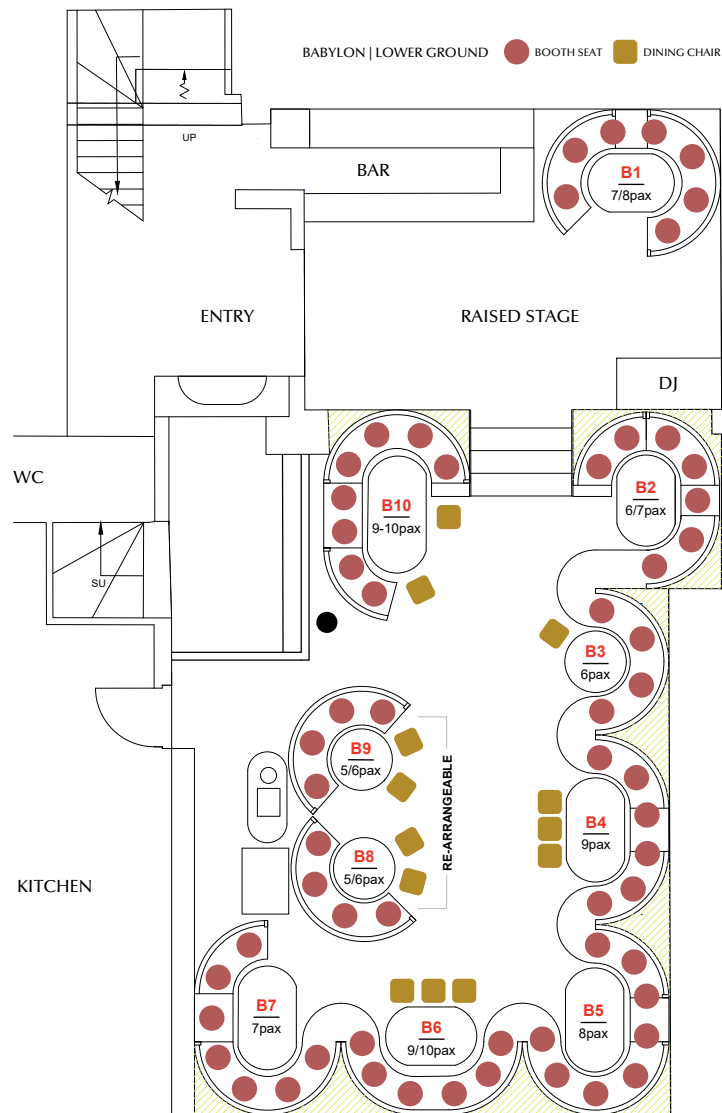 BABYLON | LOWER GROUND
BOOTH SEAT
DINING CHAIR
UP
BAR
B1
7/8pax
ENTRY
RAISED STAGE
DJ
WC
B10
9-10pax
B2
6/7pax
SU
B3
6pax
B9
5/6pax
RE-ARRANGEABLE
B4
9pax
B8
5/6pax
KITCHEN
B7
7pax
B6
9/10pax
B5
8pax